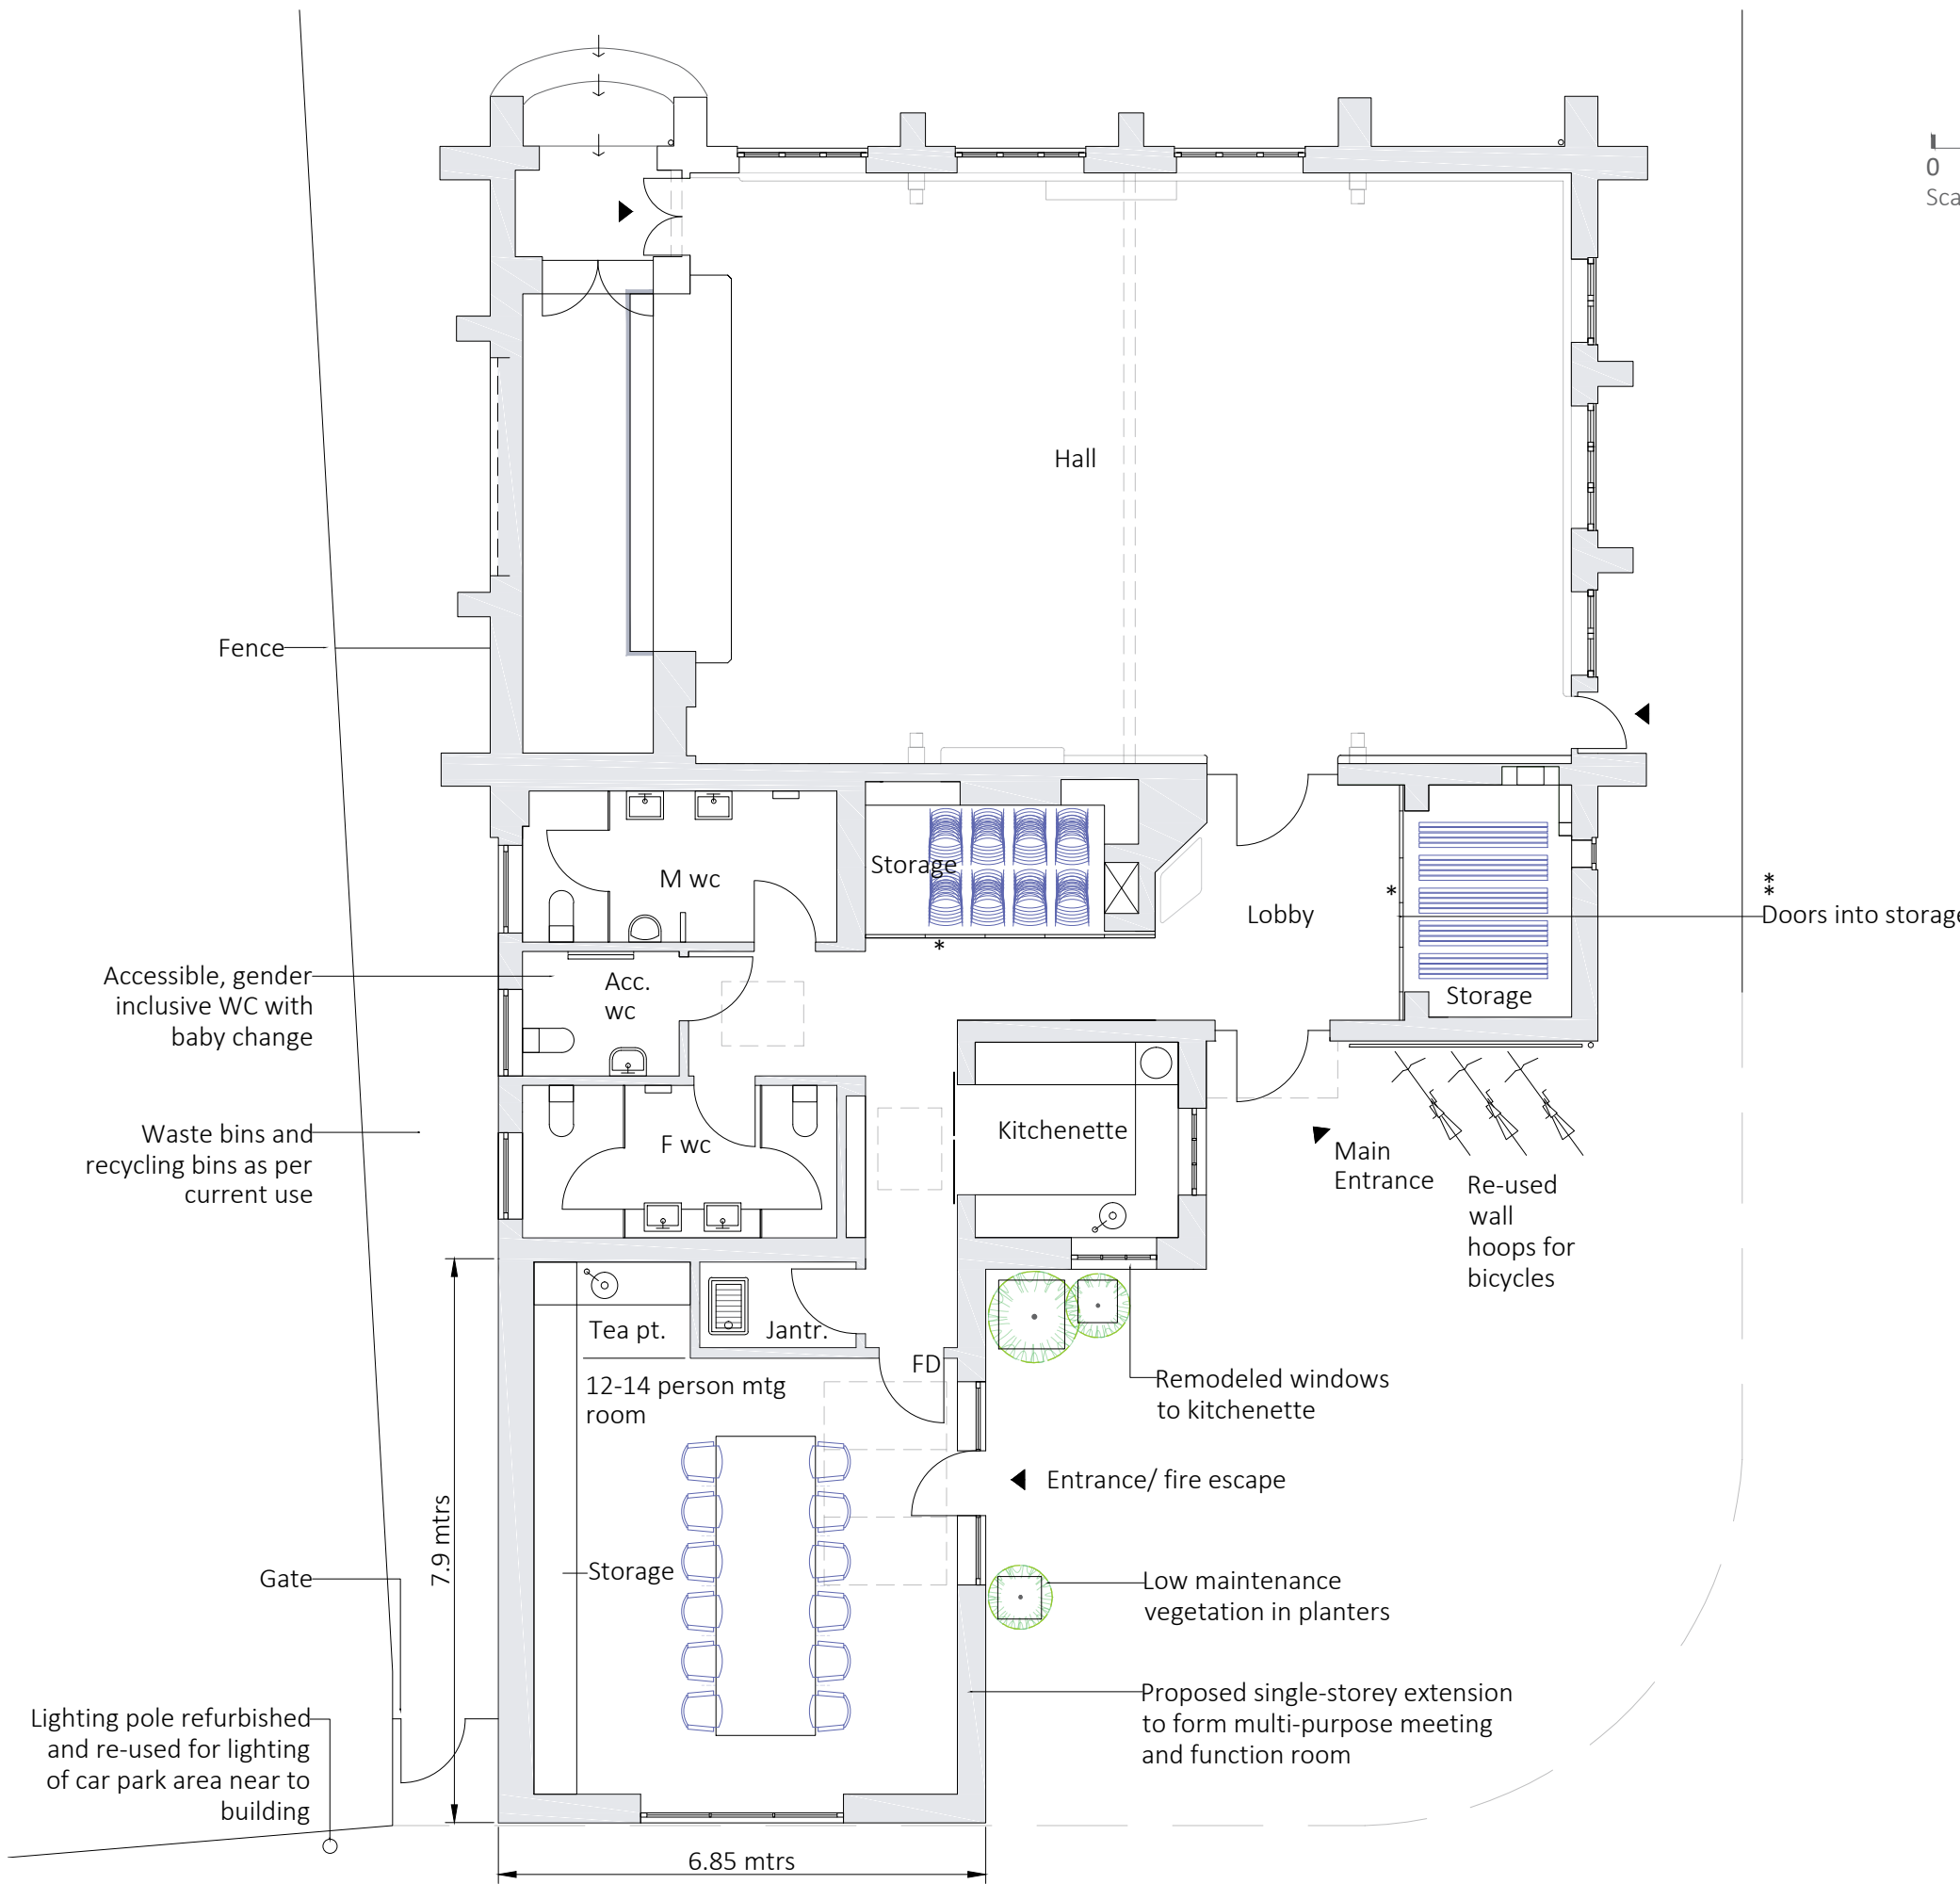 0
Sca
Hall
Fence
Storage
M wc
Lobby
*
*
*
*
Doors into storage
Storage
Accessible, gender
inclusive WC with
baby change
Acc.
wc
Waste bins and
recycling bins as per
current use
F wc
Kitchenette
Main
Entrance
Re-used
wall
hoops for
bicycles
Tea pt.
Jantr.
FD
12-14 person mtg
room
Remodeled windows
to kitchenette
Entrance/ fire escape
7.9 mtrs
Gate
Storage
Low maintenance
vegetation in planters
Proposed single-storey extension
to form multi-purpose meeting
and function room
Lighting pole refurbished
and re-used for lighting
of car park area near to
building
6.85 mtrs